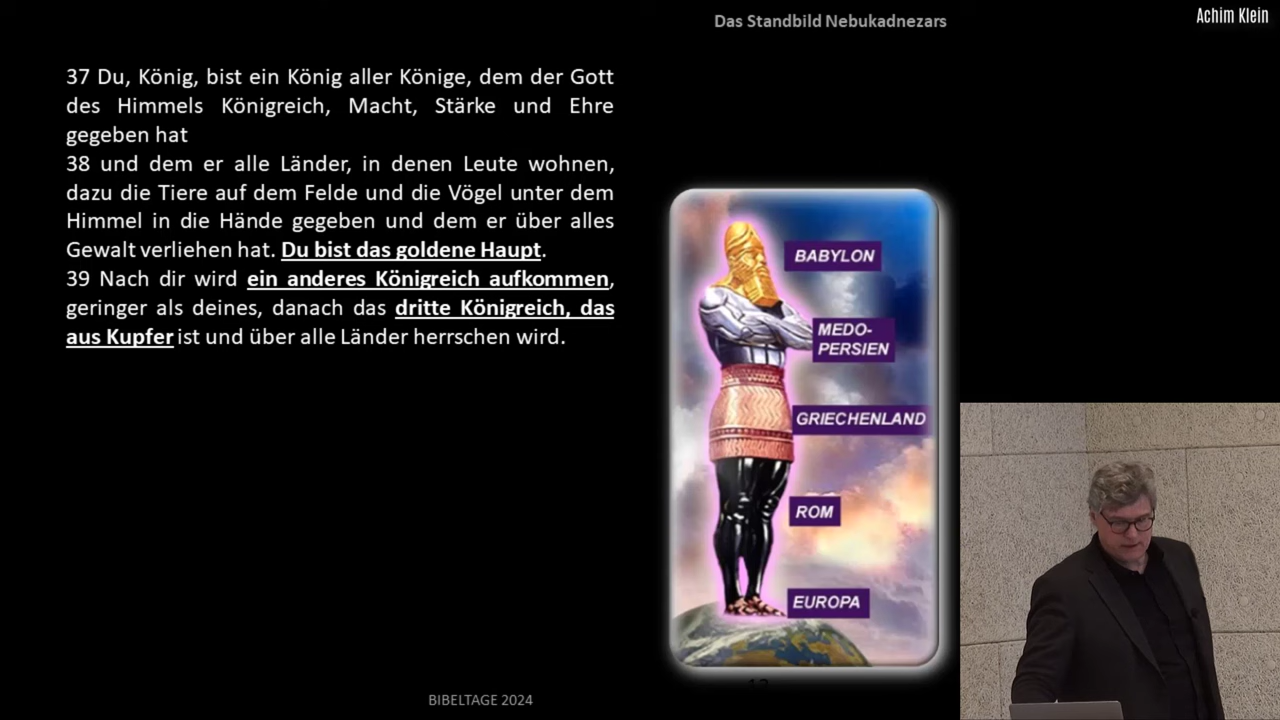 Das Standbild Nebukadnezars
Achim Klein
37 Du, König, bist ein König aller Könige, dem der Gott
des Himmels Königreich, Macht, Stärke und Ehre
gegeben hat
38 und dem er alle Länder, in denen Leute wohnen,
dazu die Tiere auf dem Felde und die Vögel unter dem
Himmel in die Hände gegeben und dem er über alles
Gewalt verliehen hat. Du bist das goldene Haupt.
39 Nach dir wird ein anderes Königreich aufkommen,
geringer als deines, danach das dritte Königreich, das
aus Kupfer ist und über alle Länder herrschen wird.
BABYLON
MEDO-
PERSIEN
GRIECHENLAND
ROM
EUROPA
BIBELTAGE 2024